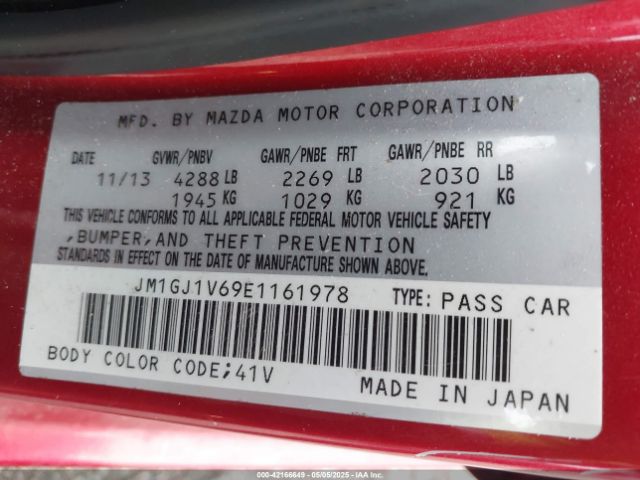 MFD. BY MAZDA MOTOR CORPORATION
DATE GVWR/PNBV GAWR/PNBE FRT GAWR/PNBE RR
11/13 4288 LB 2269 LB 2030 LB
1945 KG 1029 KG 921 KG
THIS VEHICLE CONFORMS TO ALL APPLICABLE FEDERAL MOTOR VEHICLE SAFETY
,BUMPER,AND THEFT PREVENTION
STANDARDS IN EFFECT ON THE DATE OF MANUFACTURE SHOWN ABOVE.
JM1GJ1V69E1161978 TYPE: PASS CAR
BODY COLOR CODE;41V
MADE IN JAPAN
000-42166649 - 05/05/2025 - IAA, Inc.